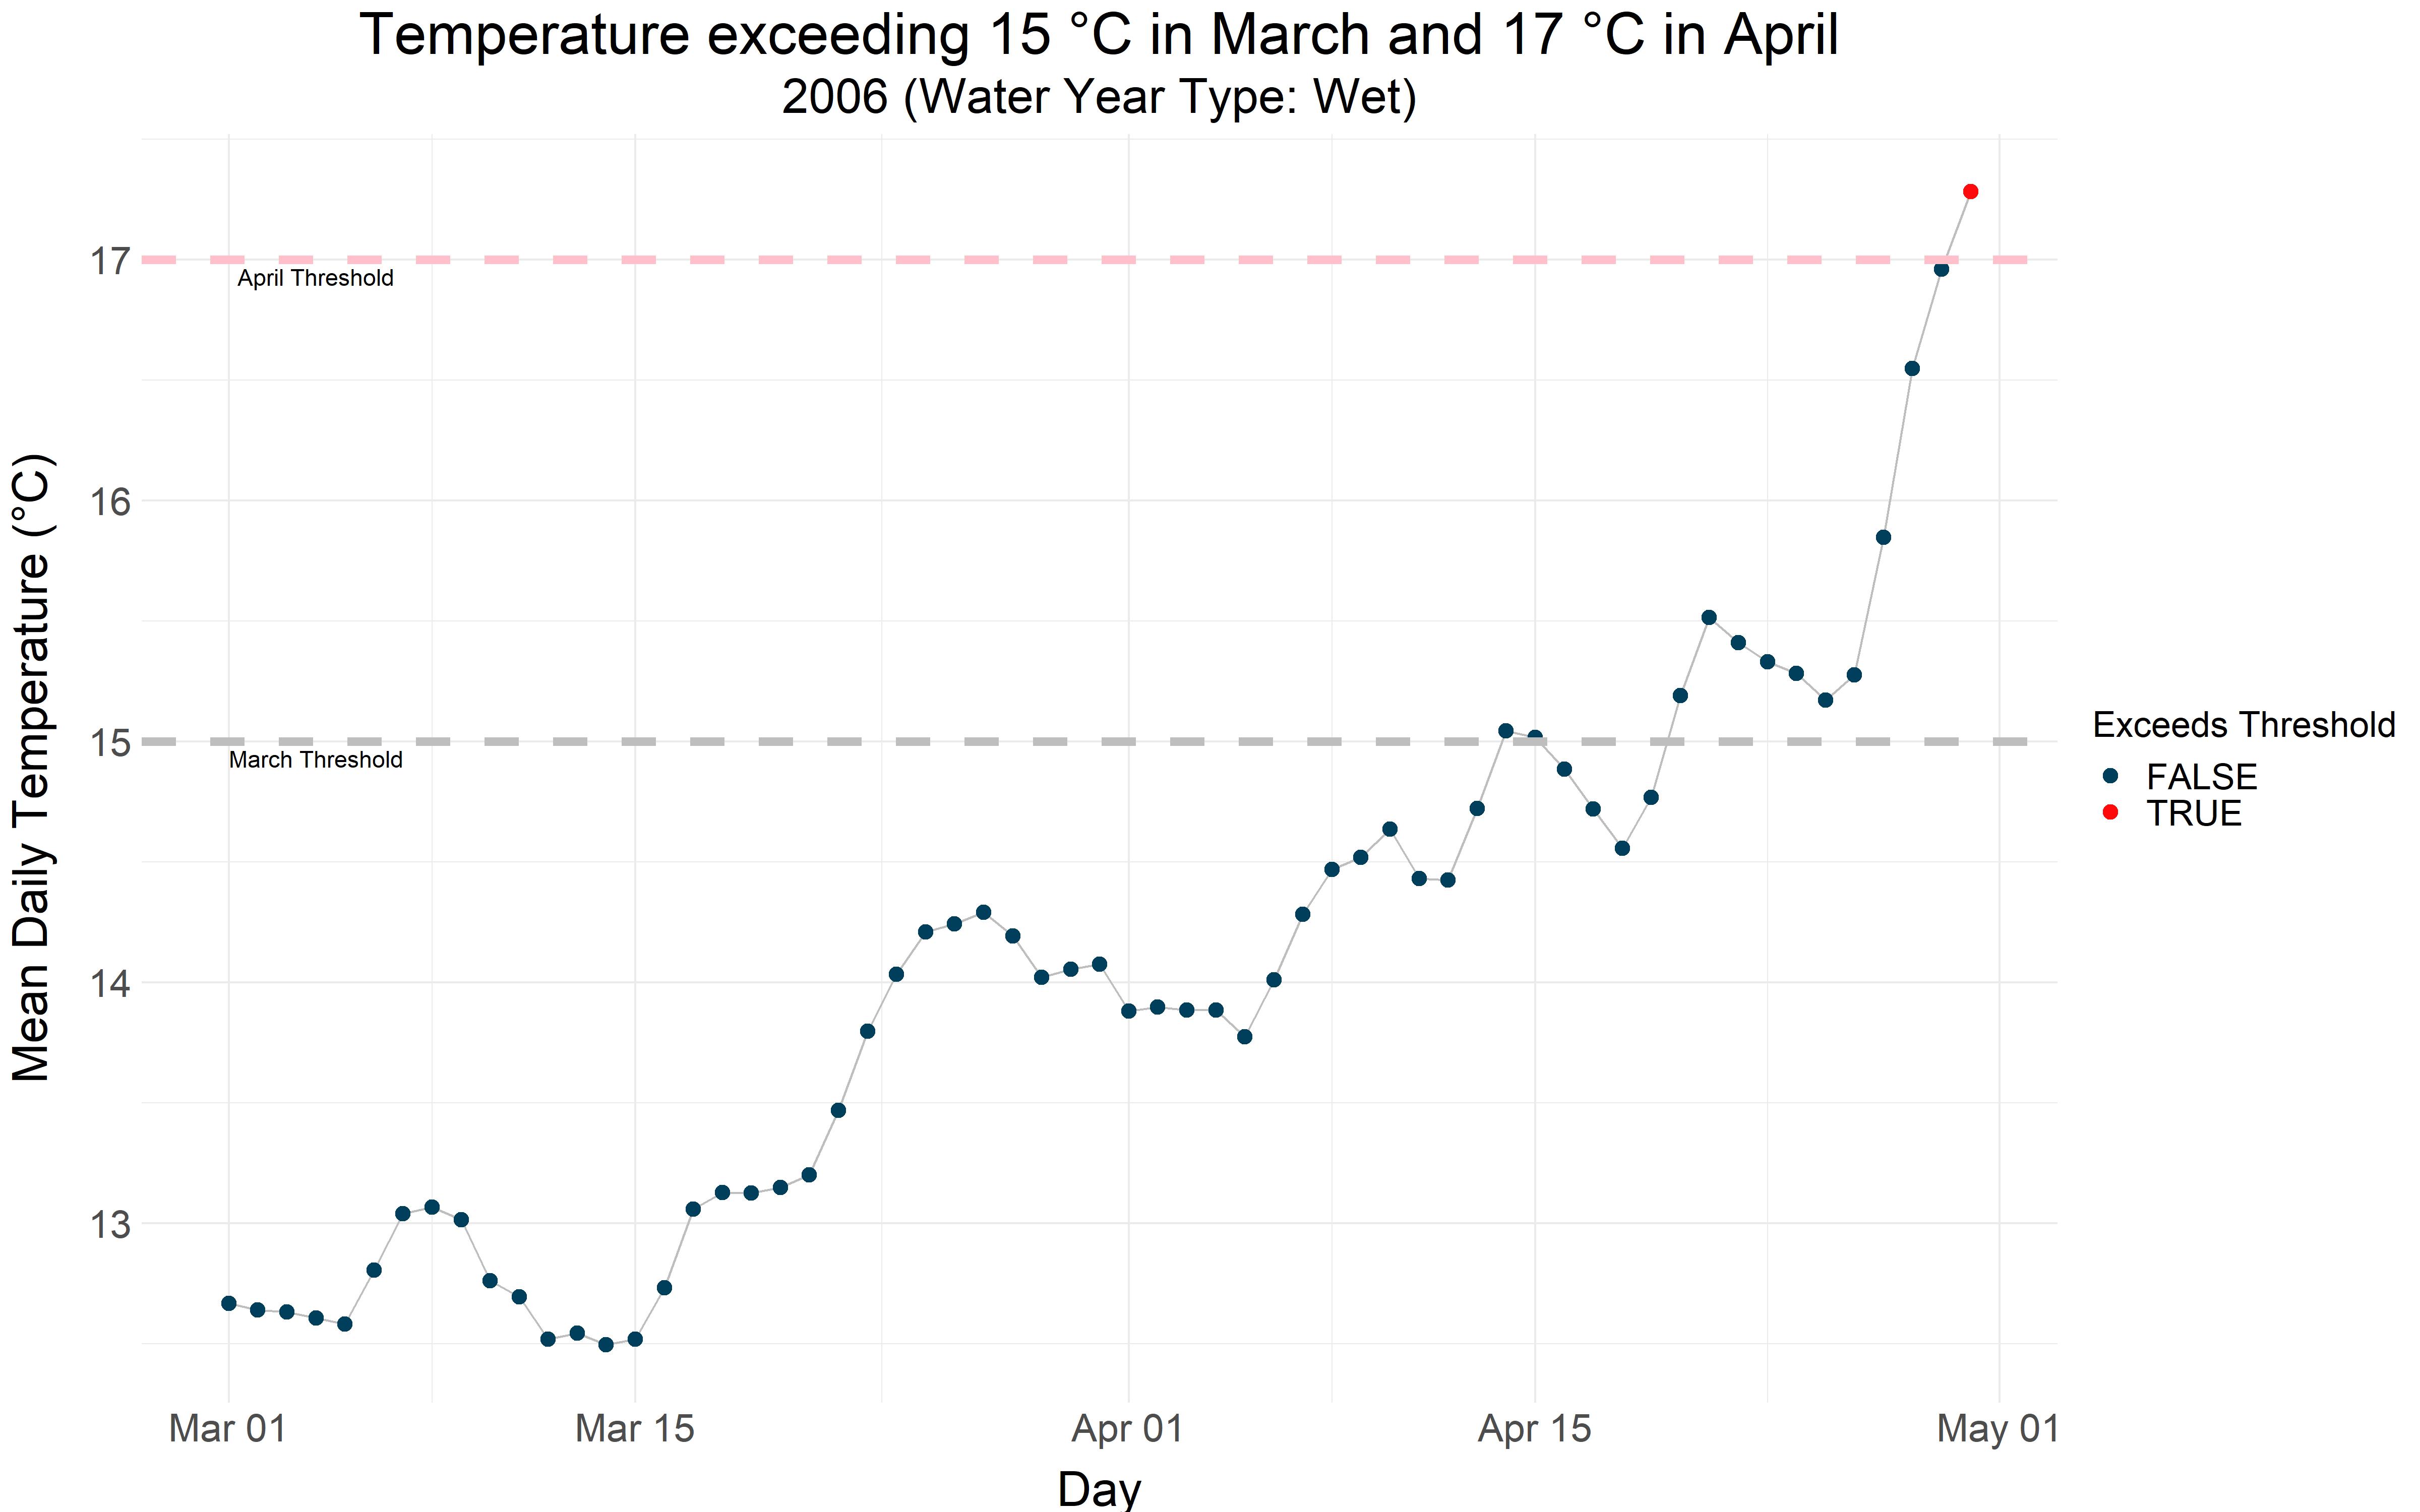 Temperature exceeding 15 °C in March and 17 °C in April
2006 (Water Year Type: Wet)
Mean Daily Temperature (°C)
17
16
15
14
13
April Threshold
March Threshold
Exceeds Threshold
FALSE
TRUE
Mar 01
Mar 15
Apr 01
Apr 15
May 01
Day